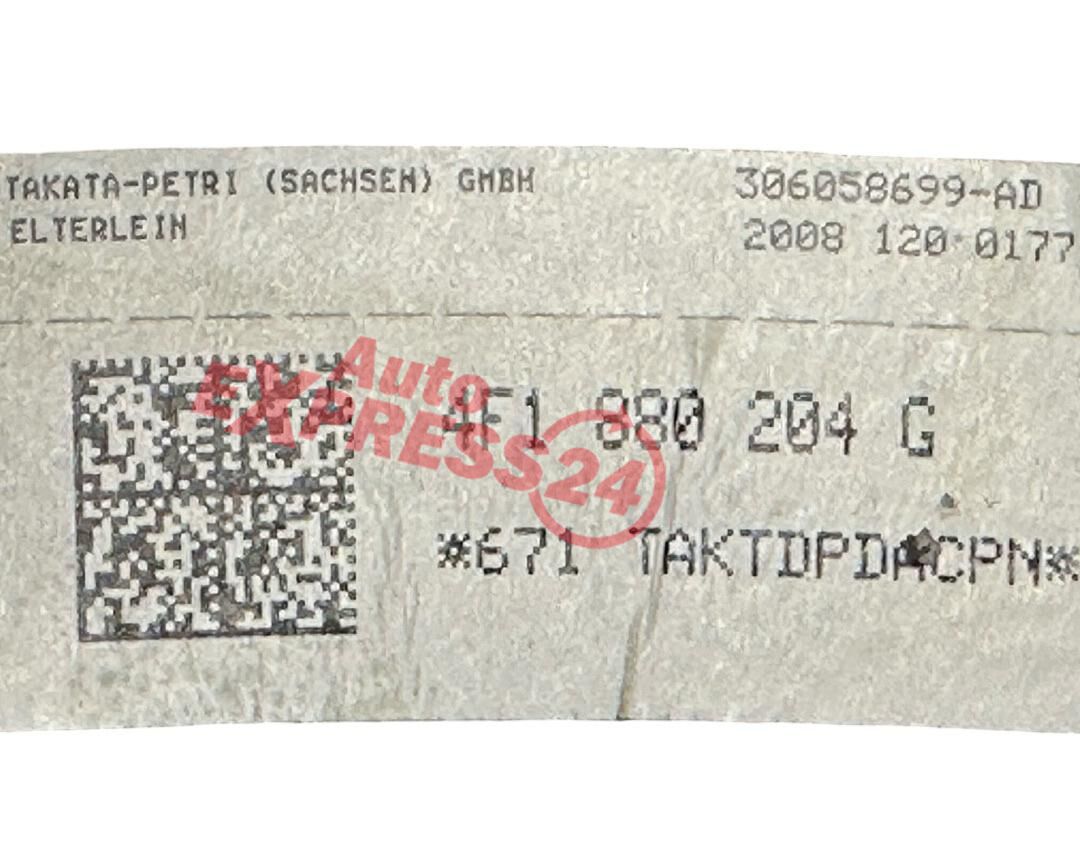 TAKATA-PETRI (SACHSEN) GMBH
ELTERLEIN
306058699-AD
2008 120 0177
Auto
EXPRESS24
4F1 880 204 G
*671 TAKTDPDACPN*